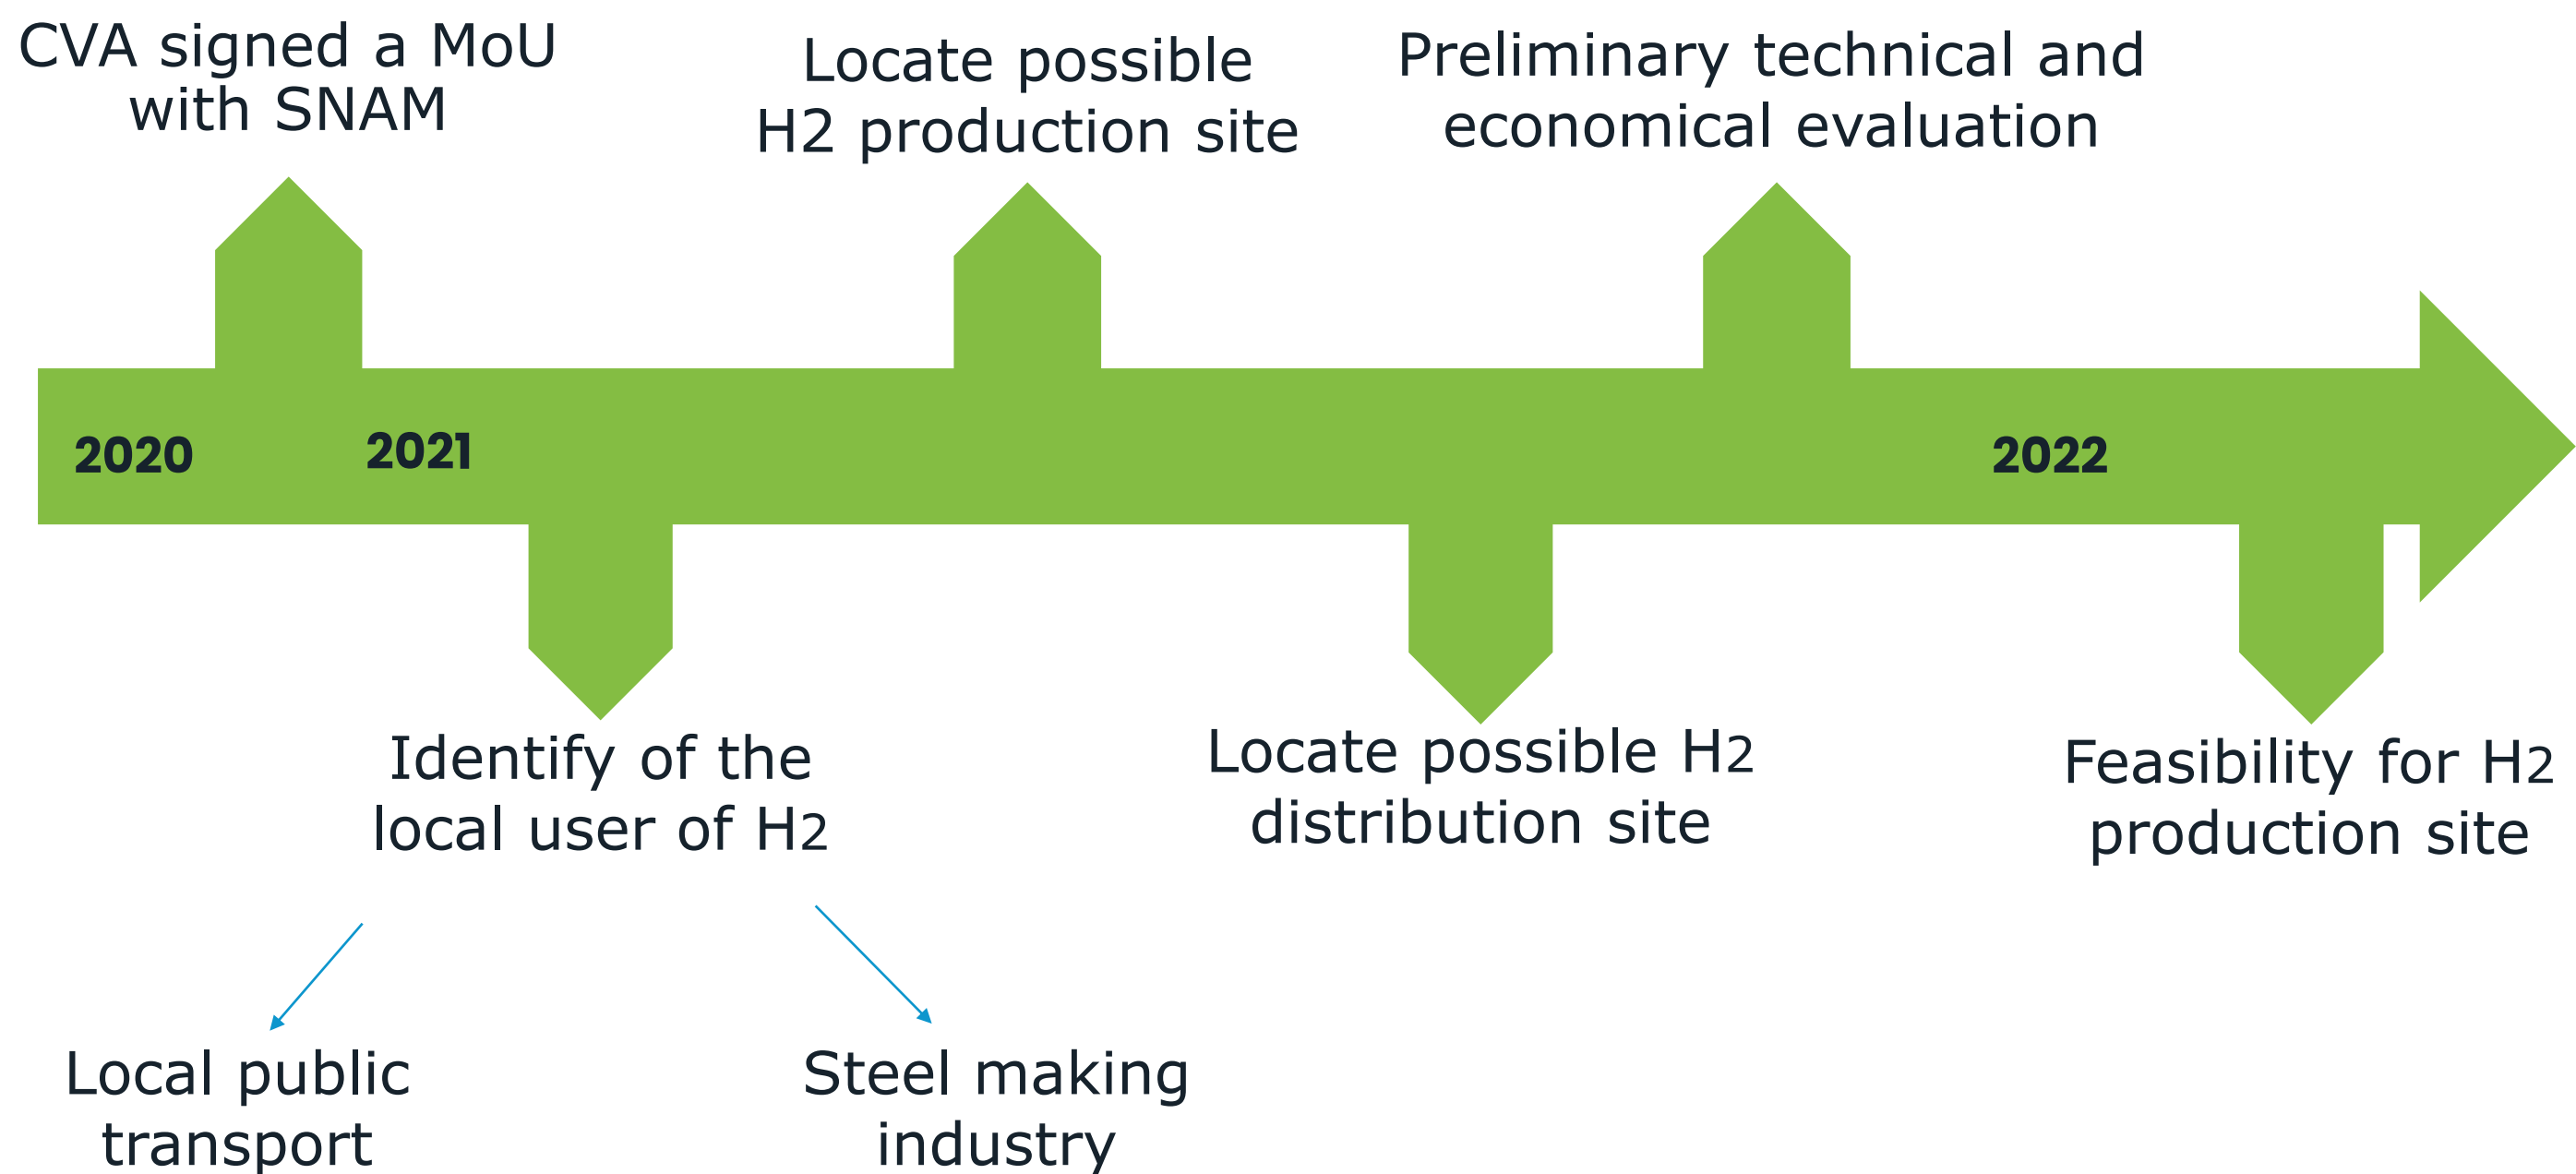 CVA signed a MoU
with SNAM
Locate possible
H2 production site
Preliminary technical and
economical evaluation
2020
2021
2022
Identify of the
local user of H2
Locate possible H2
distribution site
Feasibility for H2
production site
Local public
transport
Steel making
industry